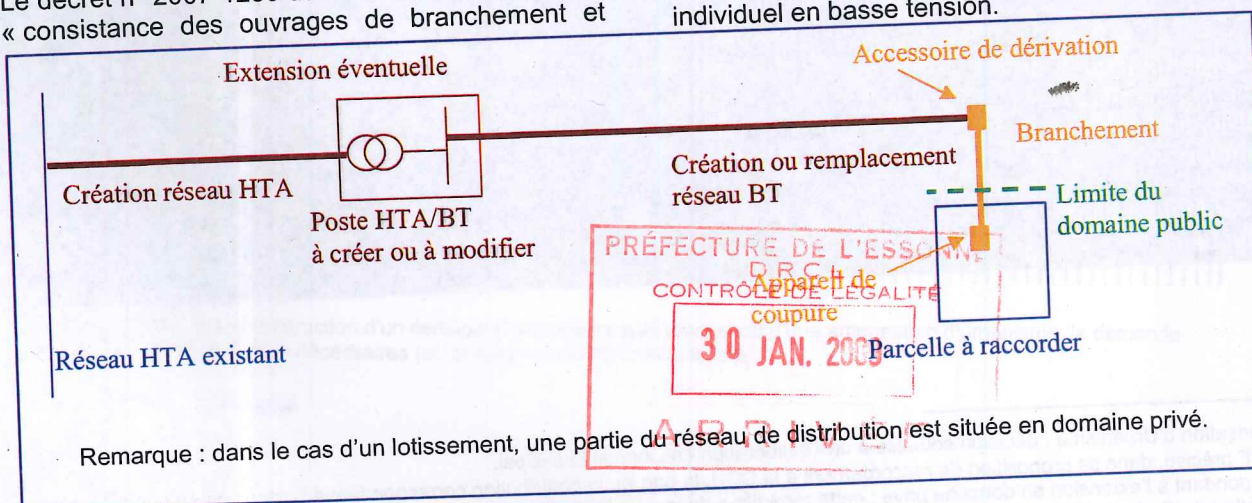 « consistance des ouvrages de branchement et
individuel en basse tension.
Extension éventuelle
Accessoire de dérivation
Branchement
Création réseau HTA
Poste HTA/BT
à créer ou à modifier
Création ou remplacement
réseau BT
Limite du
domaine public
PRÉFECTURE DE L'ESSONNE
CONTROLE DE LÉGALITÉ
Appareil de
coupure
30 JAN. 2009
Parcelle à raccorder
Réseau HTA existant
ARRIVÉE
Remarque : dans le cas d'un lotissement, une partie du réseau de distribution est située en domaine privé.